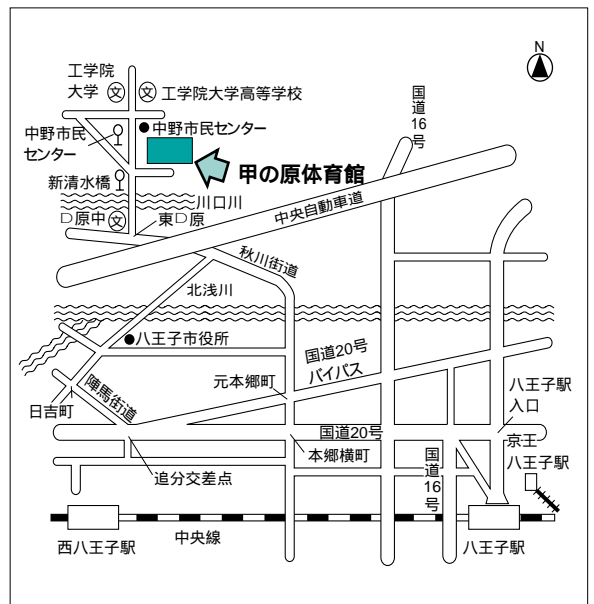 N
工学院
大学
文
文
工学院大学高等学校
国道16号
中野市民
センター
中野市民センター
甲の原体育館
新清水橋
川口川
原中
文
東
原
中央自動車道
秋川街道
北浅川
八王子市役所
国道20号
バイパス
元本郷町
陣馬街道
八王子駅
入口
日吉町
国道20号
京王
八王子駅
追分交差点
本郷横町
国道16号
西八王子駅
中央線
八王子駅